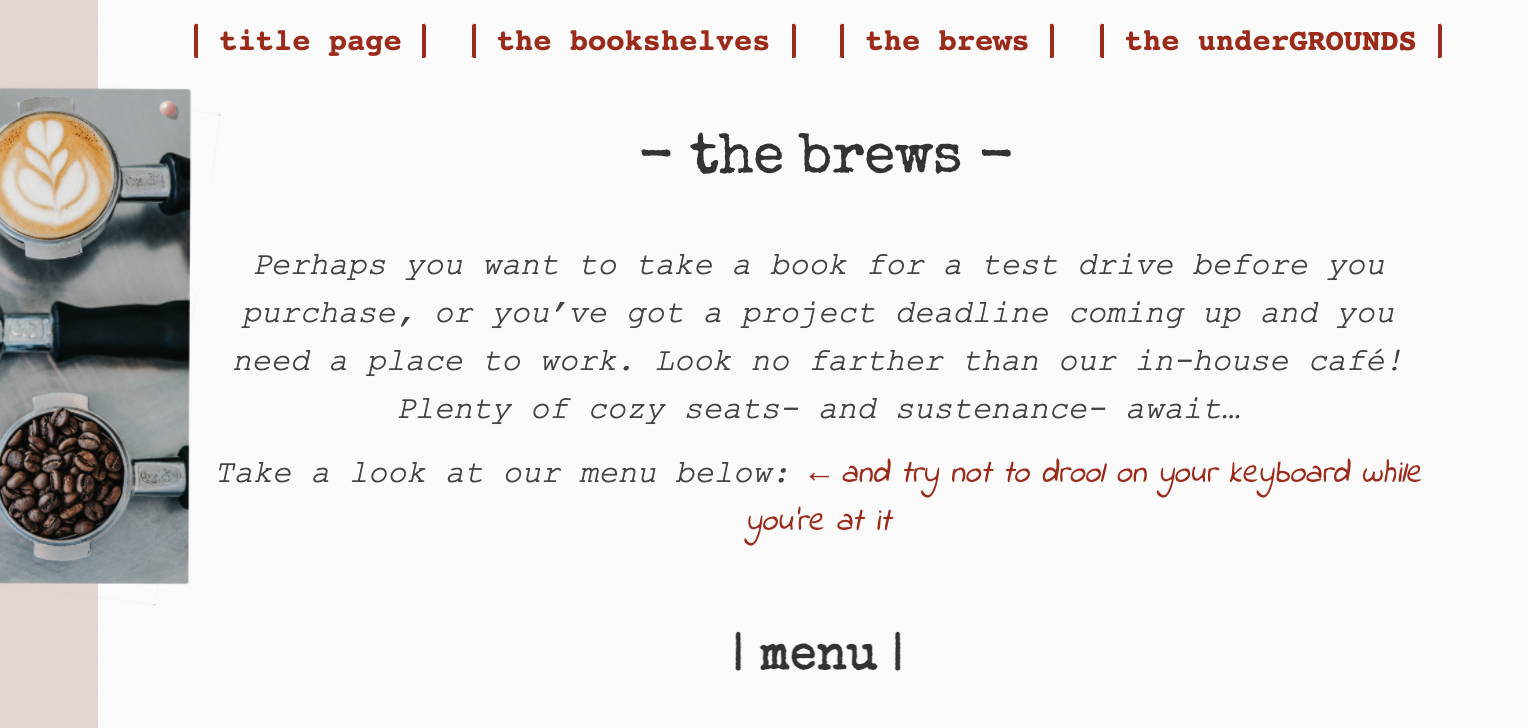 | title page | | the bookshelves | | the brews | | the underGROUNDS |
- the brews -
Perhaps you want to take a book for a test drive before you
purchase, or you’ve got a project deadline coming up and you
need a place to work. Look no farther than our in-house café!
Plenty of cozy seats- and sustenance- await…
Take a look at our menu below: ← and try not to drool on your keyboard while
you're at it
| menu |